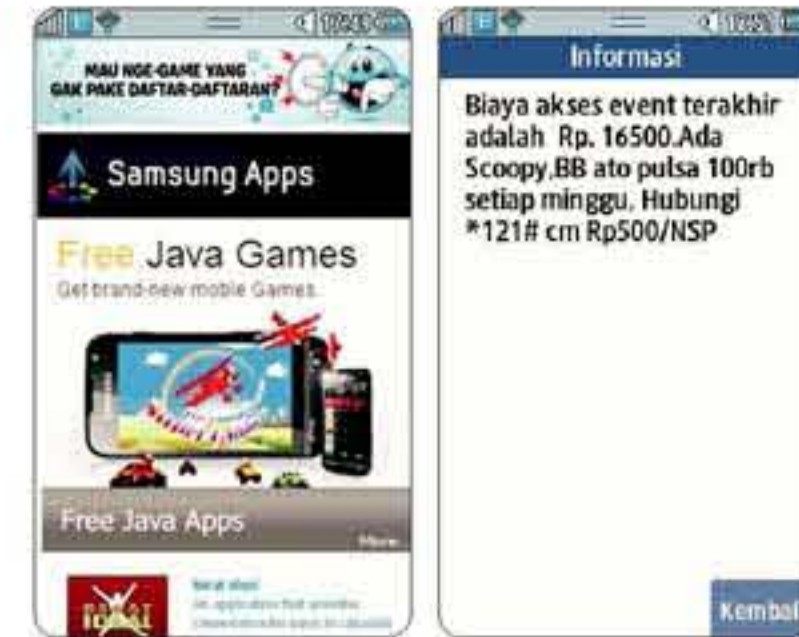 MAU NGE-GAME YANG
GAK PAKE DAFTAR-DAFTARAN?
Samsung Apps
Free Java Games
Get brand-new mobile Games
Free Java Apps
More
Informasi
Biaya akses event terakhir
adalah Rp. 16500.Ada
Scoopy,BB ato pulsa 100rb
setiap minggu, Hubungi
*121# cm Rp500/NSP
Kembali